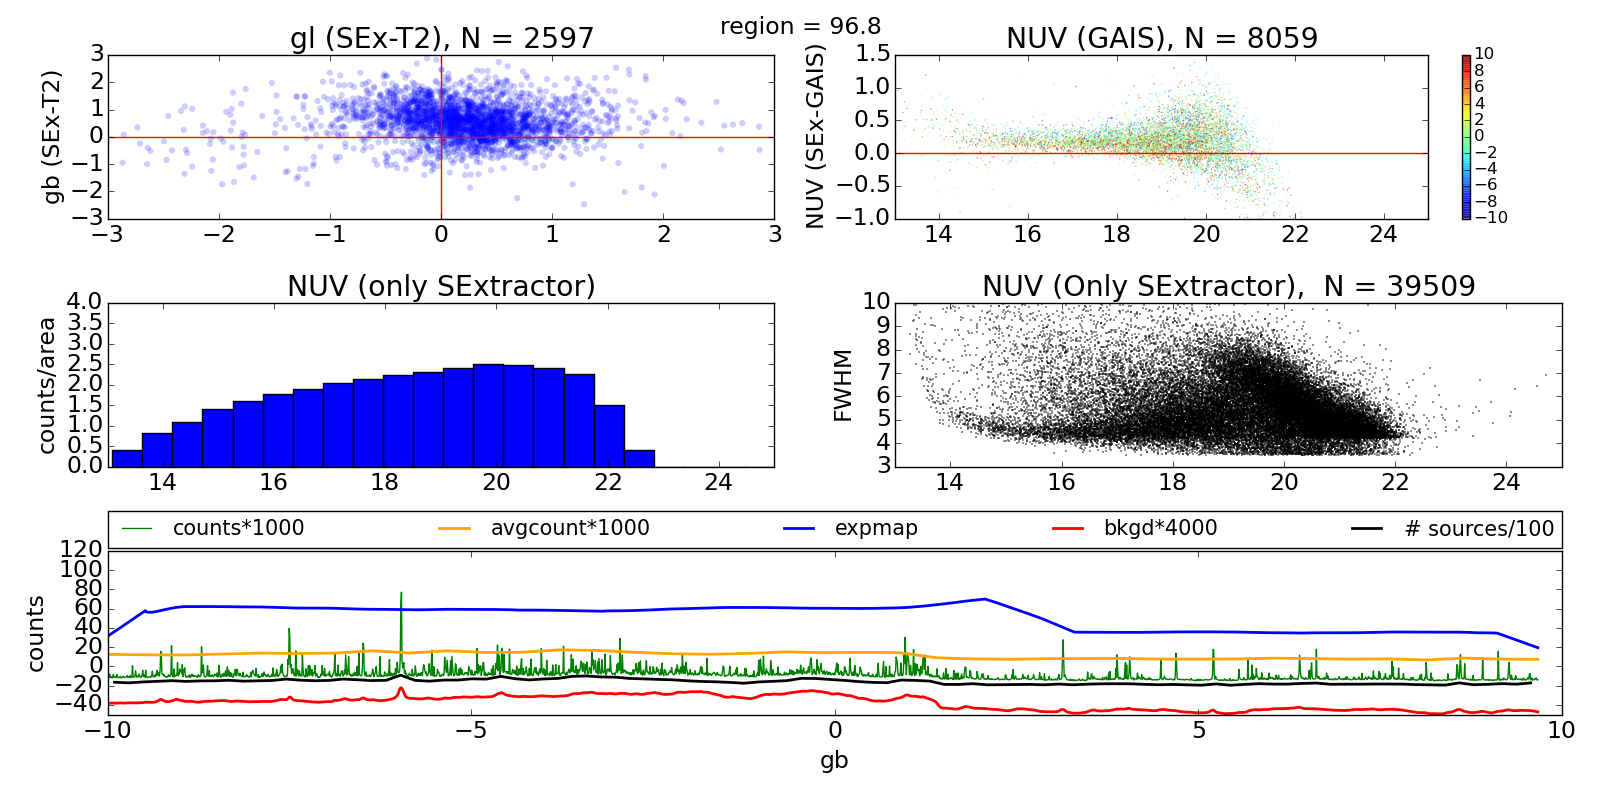 region = 96.8
gl (SEx-T2), N = 2597
3
2
1
0
−1
−2
−3
gb (SEx-T2)
−3 −2 −1 0 1 2 3
NUV (GAIS), N = 8059
1.5
1.0
0.5
0.0
−0.5
−1.0
NUV (SEx-GAIS)
14 16 18 20 22 24
10
8
6
4
2
0
−2
−4
−6
−8
−10
NUV (only SExtractor)
4.0
3.5
3.0
2.5
2.0
1.5
1.0
0.5
0.0
counts/area
14 16 18 20 22 24
NUV (Only SExtractor), N = 39509
10
9
8
7
6
5
4
3
FWHM
14 16 18 20 22 24
counts*1000 avgcount*1000 expmap bkgd*4000 # sources/100
120
100
80
60
40
20
0
−20
−40
counts
−10 −5 0 5 10
gb